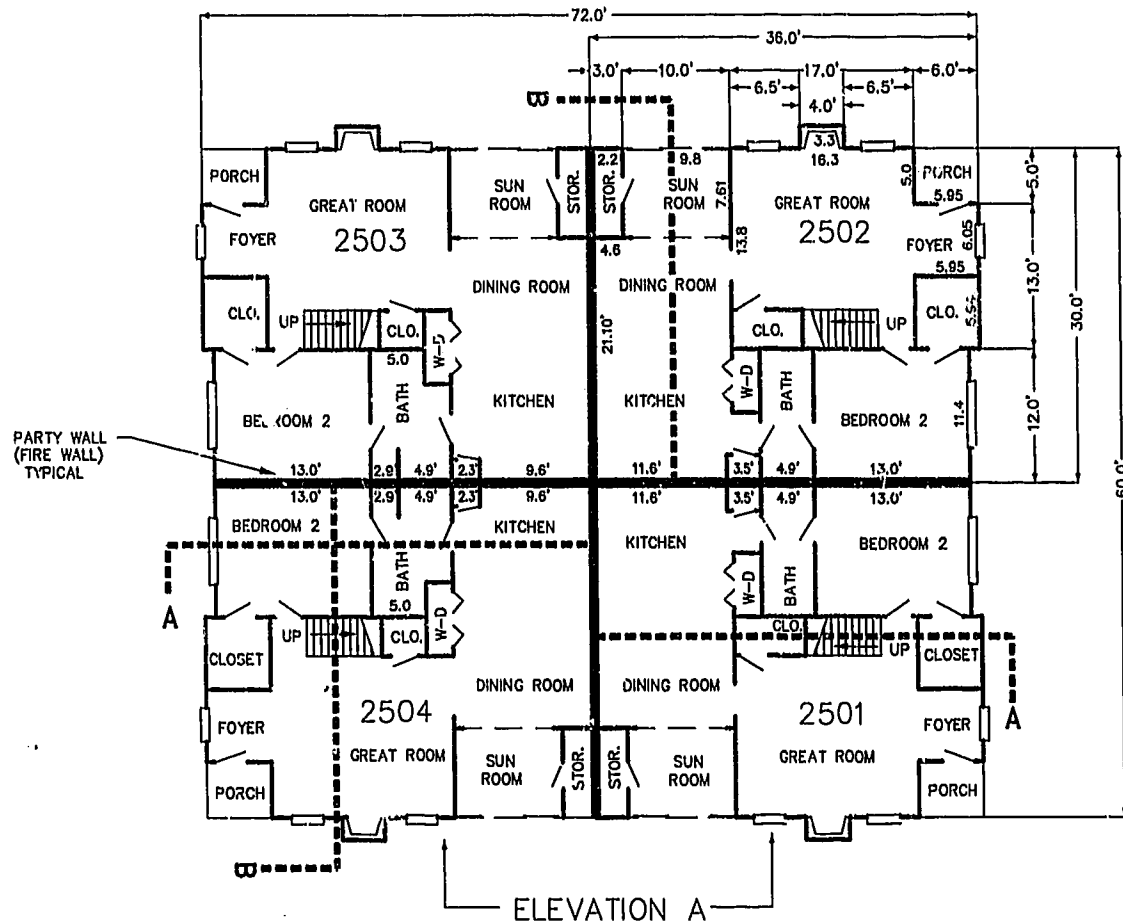 72.0'
36.0'
3.0' 10.0' 17.0' 6.0'
6.5' 6.5'
B 4.0'
3.3
2.2 9.8 16.3
PORCH PORCH
SUN ROOM STOR. STOR. SUN ROOM
7.61 5.0 5.95 5.0'
GREAT ROOM GREAT ROOM
FOYER 2503 2502 FOYER
4.6 13.8 6.05
5.95
DINING ROOM DINING ROOM
13.0' 30.0'
CLO. UP CLO. CLO. UP CLO.
5.0 W-D 21.10' W-D
BATH KITCHEN KITCHEN BATH
BEDROOM 2 BEDROOM 2
11.4 12.0'
60.0'
PARTY WALL
(FIRE WALL)
TYPICAL
13.0' 2.9' 4.9' 2.3' 9.6' 11.6' 3.5' 4.9' 13.0'
13.0' 2.9' 4.9' 2.3' 9.6' 11.6' 3.5' 4.9' 13.0'
BEDROOM 2 KITCHEN KITCHEN BEDROOM 2
BATH W-D BATH
A 5.0 W-D
UP CLO. CLO. UP
CLOSET CLOSET
DINING ROOM DINING ROOM
A
2504 2501
FOYER FOYER
GREAT ROOM GREAT ROOM
SUN ROOM STOR. STOR. SUN ROOM
PORCH PORCH
B
ELEVATION A